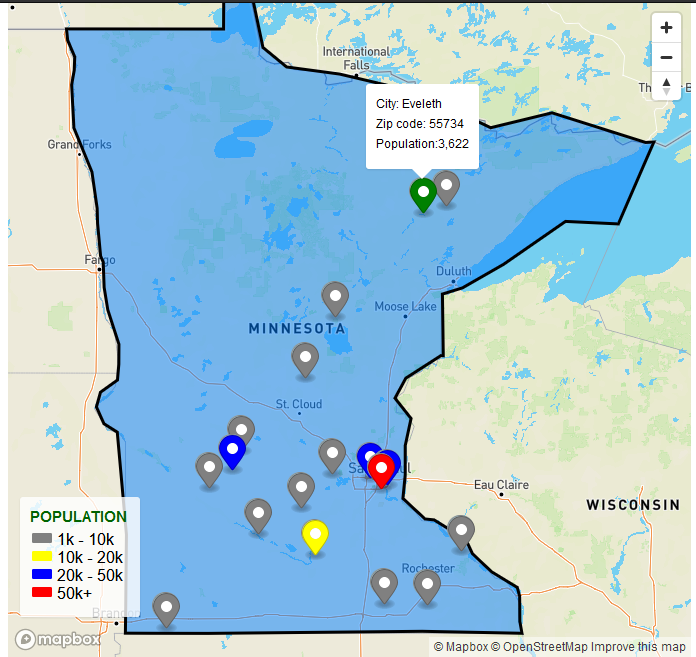 International
Falls
Th
B
+
−
City: Eveleth
Zip code: 55734
Population:3,622
Grand Forks
Fargo
Duluth
Moose Lake
MINNESOTA
St. Cloud
Sa
ul
Eau Claire
WISCONSIN
POPULATION
1k - 10k
10k - 20k
20k - 50k
50k+
Rochester
Brandon
mapbox
© Mapbox © OpenStreetMap Improve this map